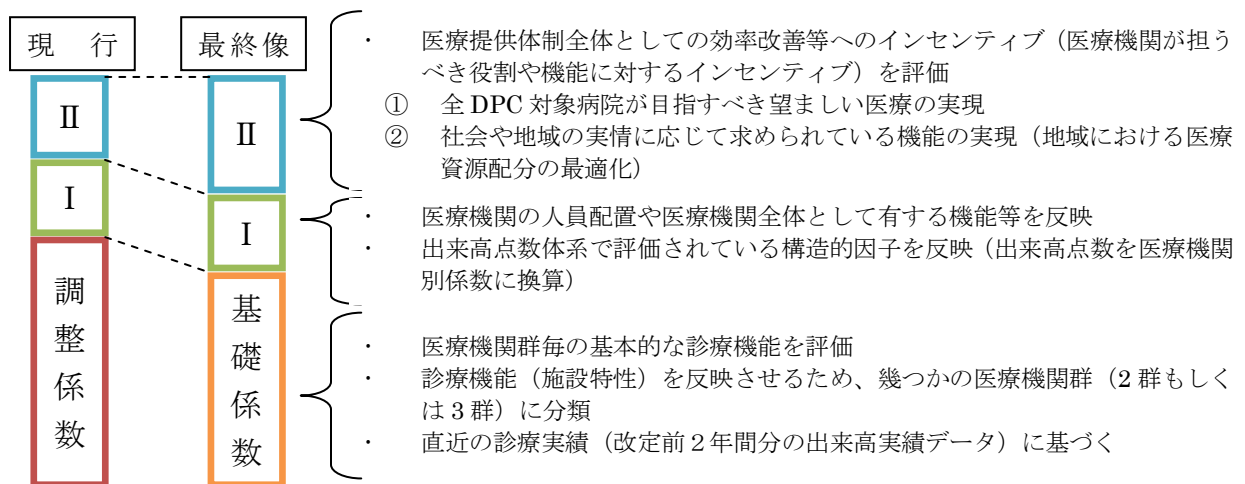 現 行
最終像
Ⅱ
Ⅰ
調整係数
Ⅱ
Ⅰ
基礎係数
・ 医療提供体制全体としての効率改善等へのインセンティブ（医療機関が担う
べき役割や機能に対するインセンティブ）を評価
① 全 DPC 対象病院が目指すべき望ましい医療の実現
② 社会や地域の実情に応じて求められている機能の実現（地域における医療
資源配分の最適化）
・ 医療機関の人員配置や医療機関全体として有する機能等を反映
・ 出来高点数体系で評価されている構造的因子を反映（出来高点数を医療機関
別係数に換算）
・ 医療機関群毎の基本的な診療機能を評価
・ 診療機能（施設特性）を反映させるため、幾つかの医療機関群（2 群もしく
は 3 群）に分類
・ 直近の診療実績（改定前２年間分の出来高実績データ）に基づく